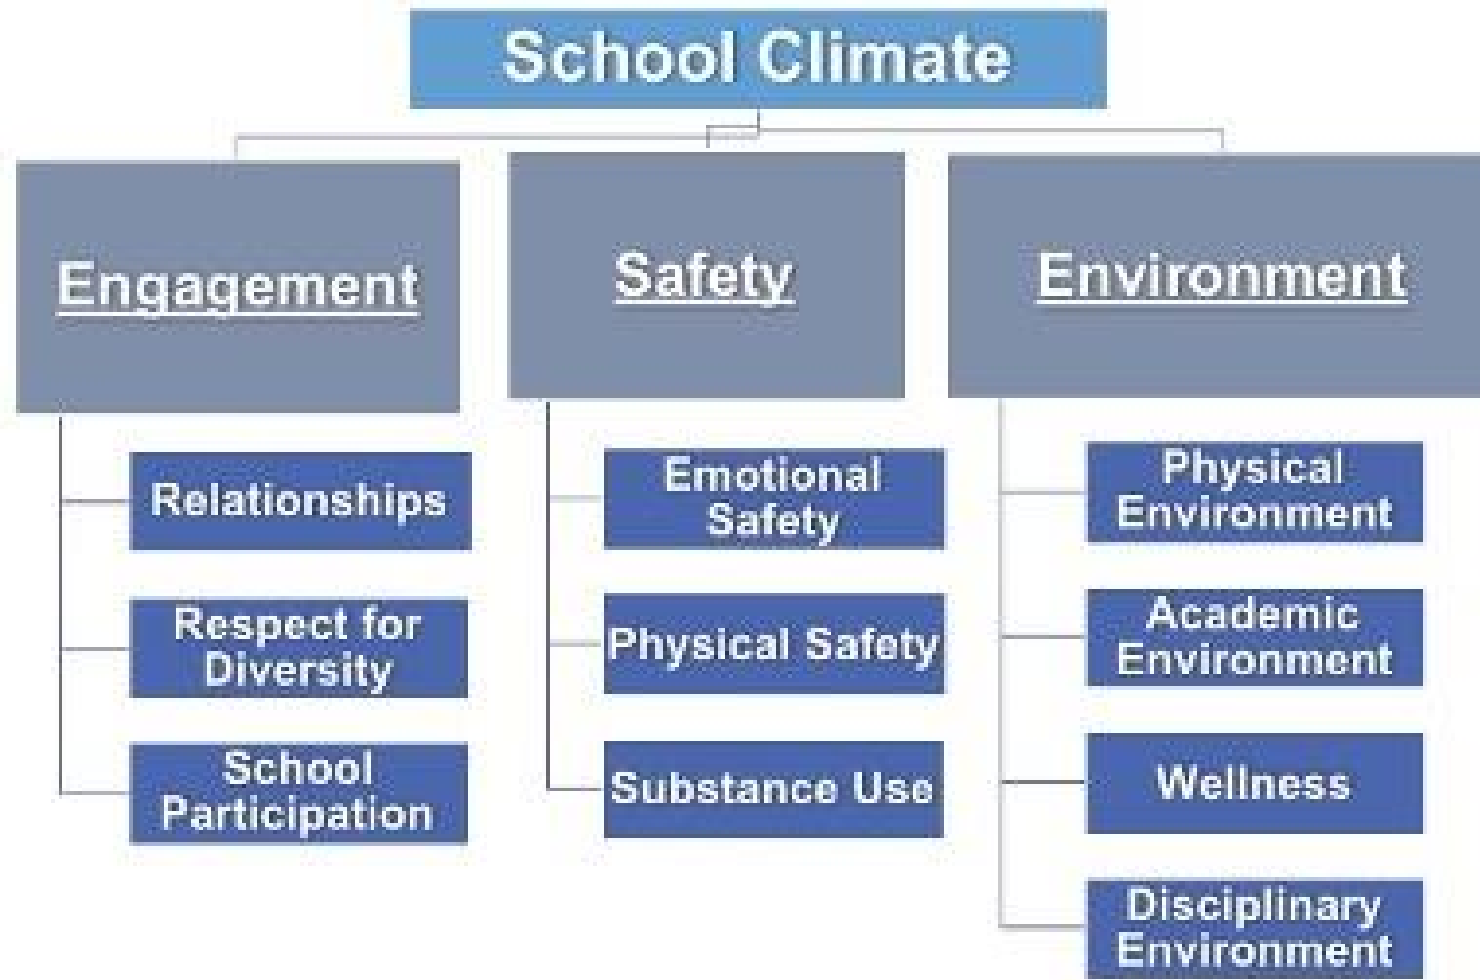 School Climate
Engagement
Relationships
Respect for
Diversity
School
Participation
Safety
Emotional
Safety
Physical Safety
Substance Use
Environment
Physical
Environment
Academic
Environment
Wellness
Disciplinary
Environment